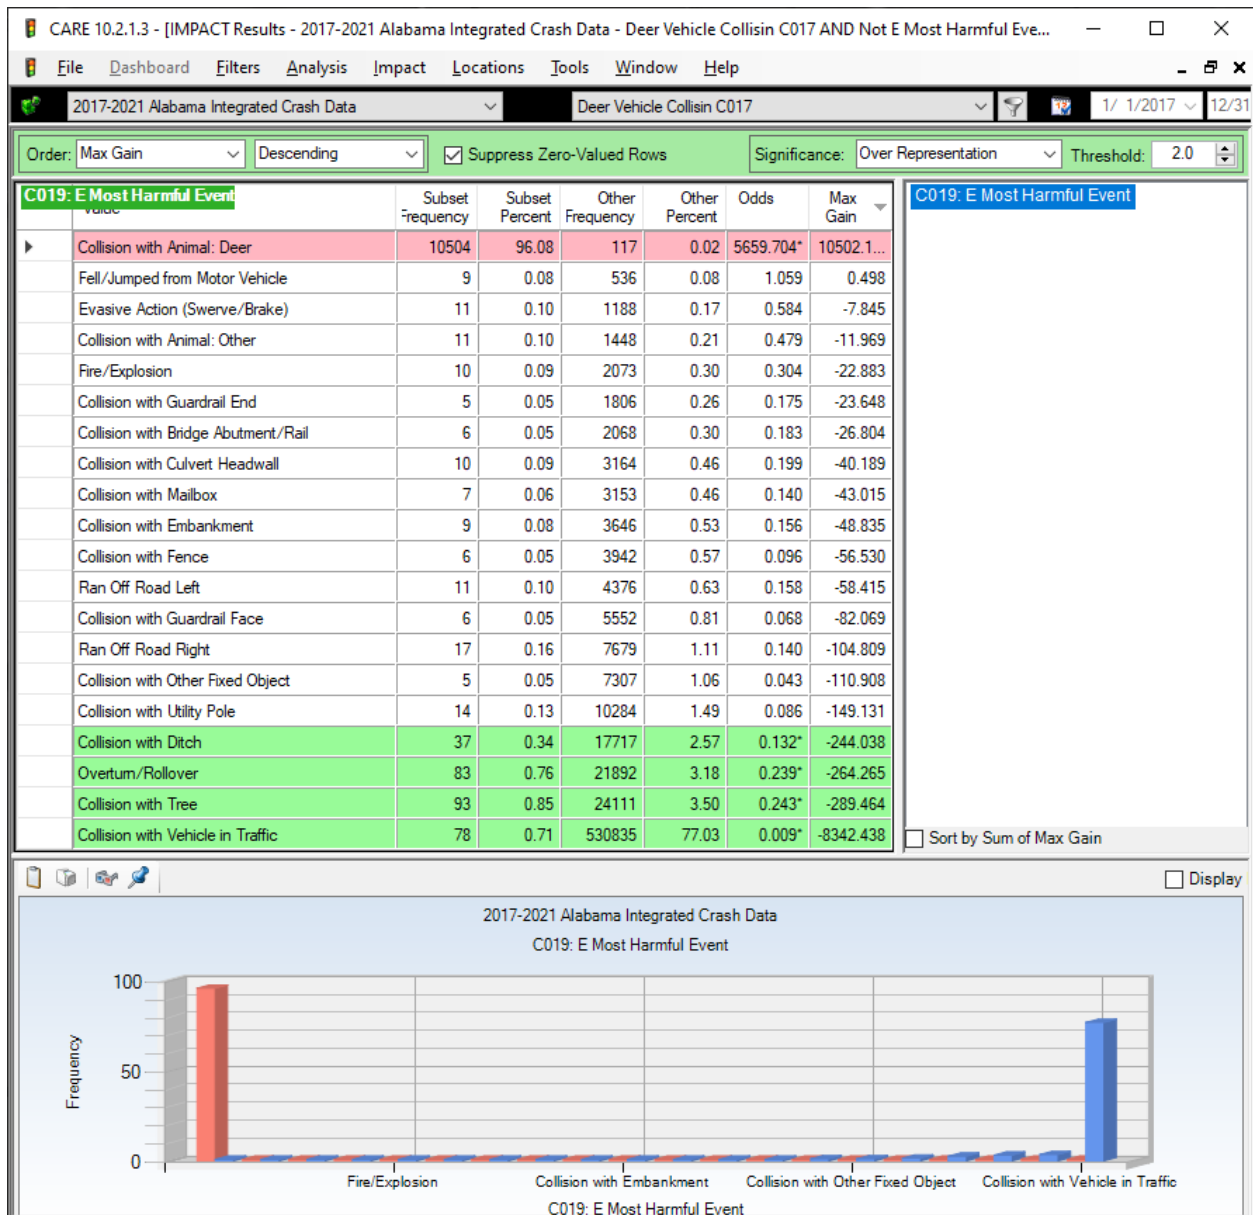 CARE 10.2.1.3 - [IMPACT Results - 2017-2021 Alabama Integrated Crash Data - Deer Vehicle Collisin C017 AND Not E Most Harmful Eve...
File Dashboard Filters Analysis Impact Locations Tools Window Help
2017-2021 Alabama Integrated Crash Data Deer Vehicle Collisin C017 1/ 1/2017 12/31
Order: Max Gain Descending Suppress Zero-Valued Rows Significance: Over Representation Threshold: 2.0
C019: E Most Harmful Event Subset Frequency Subset Percent Other Frequency Other Percent Odds Max Gain C019: E Most Harmful Event
Collision with Animal: Deer 10504 96.08 117 0.02 5659.704* 10502.1...
Fell/Jumped from Motor Vehicle 9 0.08 536 0.08 1.059 0.498
Evasive Action (Swerve/Brake) 11 0.10 1188 0.17 0.584 -7.845
Collision with Animal: Other 11 0.10 1448 0.21 0.479 -11.969
Fire/Explosion 10 0.09 2073 0.30 0.304 -22.883
Collision with Guardrail End 5 0.05 1806 0.26 0.175 -23.648
Collision with Bridge Abutment/Rail 6 0.05 2068 0.30 0.183 -26.804
Collision with Culvert Headwall 10 0.09 3164 0.46 0.199 -40.189
Collision with Mailbox 7 0.06 3153 0.46 0.140 -43.015
Collision with Embankment 9 0.08 3646 0.53 0.156 -48.835
Collision with Fence 6 0.05 3942 0.57 0.096 -56.530
Ran Off Road Left 11 0.10 4376 0.63 0.158 -58.415
Collision with Guardrail Face 6 0.05 5552 0.81 0.068 -82.069
Ran Off Road Right 17 0.16 7679 1.11 0.140 -104.809
Collision with Other Fixed Object 5 0.05 7307 1.06 0.043 -110.908
Collision with Utility Pole 14 0.13 10284 1.49 0.086 -149.131
Collision with Ditch 37 0.34 17717 2.57 0.132* -244.038
Overturn/Rollover 83 0.76 21892 3.18 0.239* -264.265
Collision with Tree 93 0.85 24111 3.50 0.243* -289.464
Collision with Vehicle in Traffic 78 0.71 530835 77.03 0.009* -8342.438
Sort by Sum of Max Gain
Display
2017-2021 Alabama Integrated Crash Data
C019: E Most Harmful Event
100
50
0
Frequency
Fire/Explosion Collision with Embankment Collision with Other Fixed Object Collision with Vehicle in Traffic
C019: E Most Harmful Event